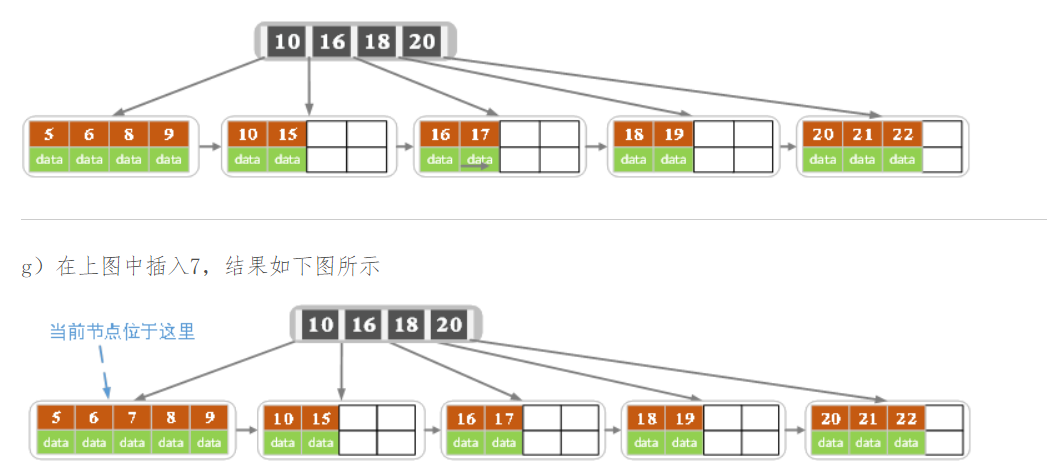 10 16 18 20
5 6 8 9 10 15 16 17 18 19 20 21 22
data data data data data data data data data data data data data
g）在上图中插入7，结果如下图所示
10 16 18 20
当前节点位于这里
5 6 7 8 9 10 15 16 17 18 19 20 21 22
data data data data data data data data data data data data data data